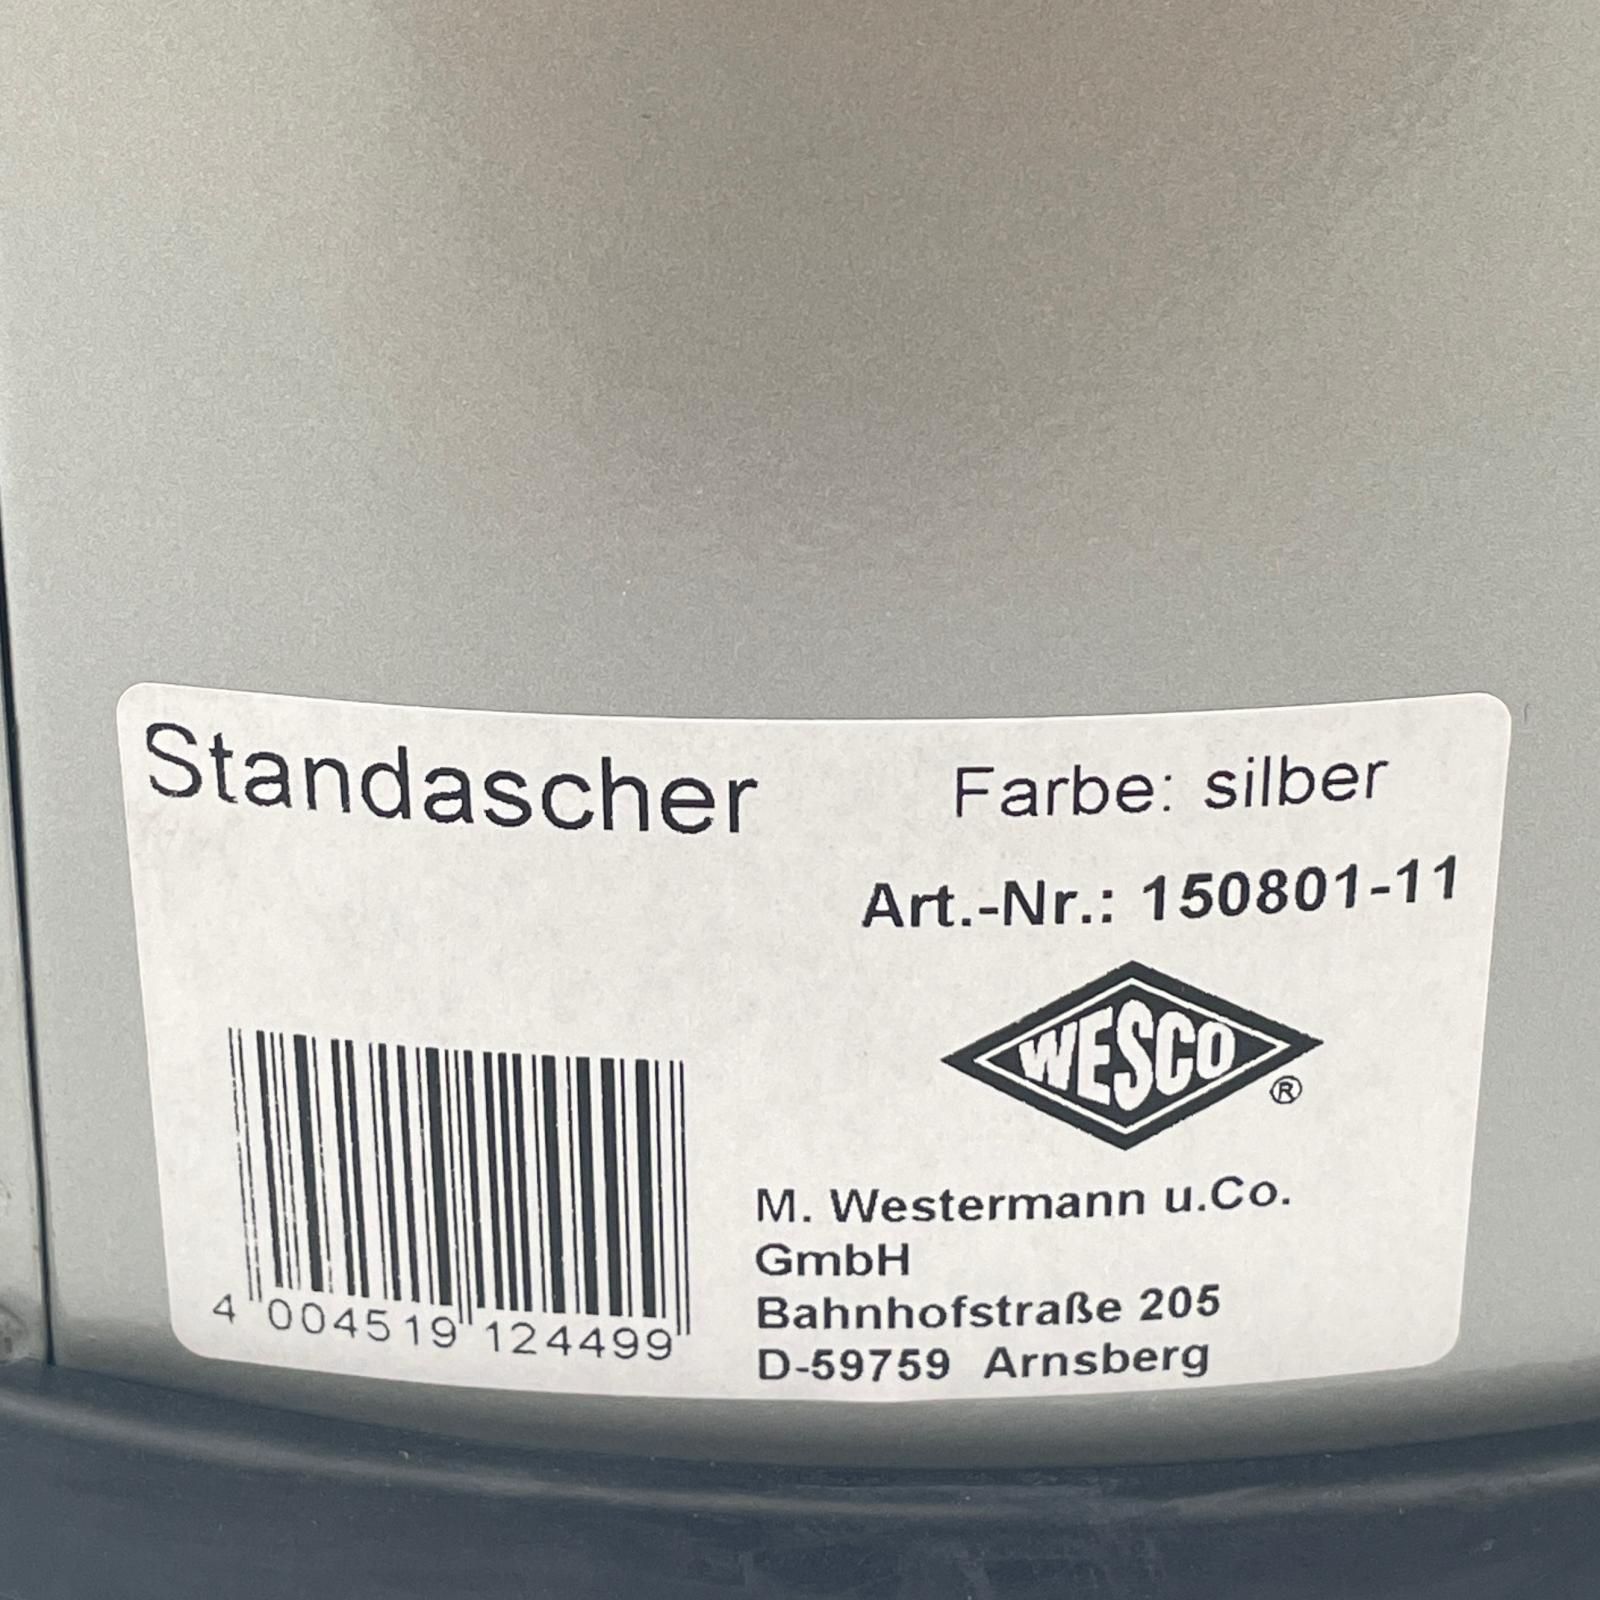 Standascher
Farbe: silber
Art.-Nr.: 150801-11
WESCO ®
M. Westermann u.Co.
GmbH
Bahnhofstraße 205
D-59759 Arnsberg
4 004519 124499